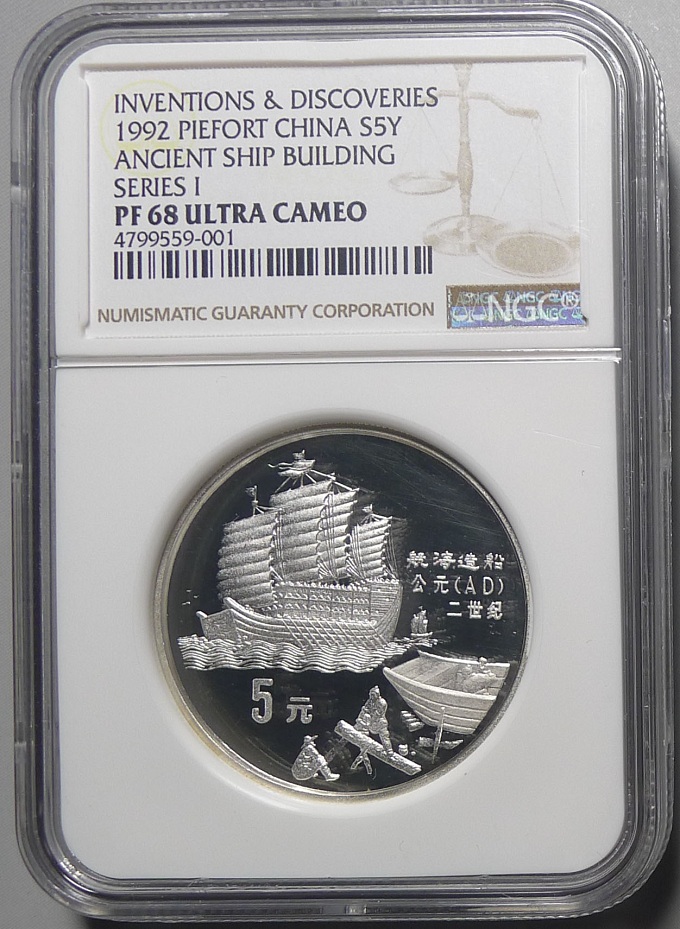 INVENTIONS & DISCOVERIES
1992 PIEFORT CHINA S5Y
ANCIENT SHIP BUILDING
SERIES I
PF 68 ULTRA CAMEO
4799559-001
NUMISMATIC GUARANTY CORPORATION
NGC®
航海造船
公元(AD)
二世纪
5元